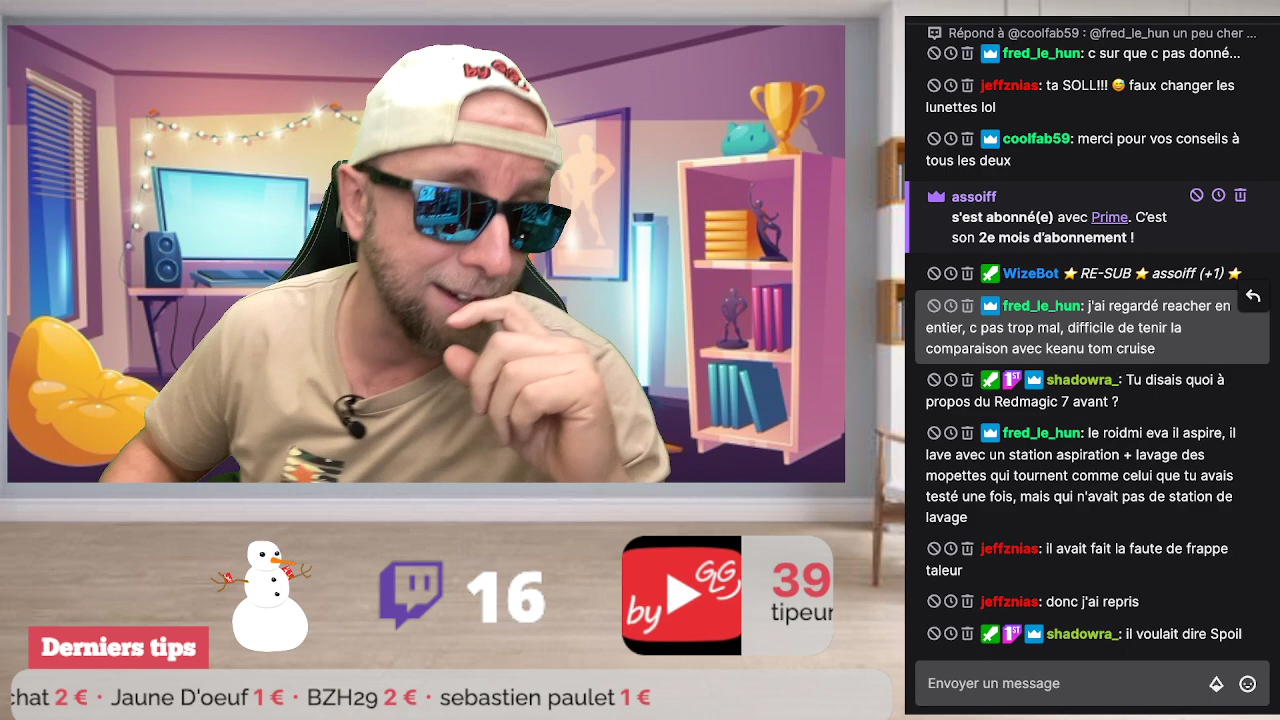 Répond à @coolfab59 : @fred_le_hun un peu cher ...
fred_le_hun: c sur que c pas donné...
jeffznias: ta SOLL!!! 😅 faux changer les
lunettes lol
coolfab59: merci pour vos conseils à
tous les deux
assoiff
s'est abonné(e) avec Prime. C'est
son 2e mois d'abonnement !
WizeBot ⭐ RE-SUB ⭐ assoiff (+1) ⭐
fred_le_hun: j'ai regardé reacher en
entier, c pas trop mal, difficile de tenir la
comparaison avec keanu tom cruise
1ST shadowra_: Tu disais quoi à
propos du Redmagic 7 avant ?
fred_le_hun: le roidmi eva il aspire, il
lave avec un station aspiration + lavage des
mopettes qui tournent comme celui que tu avais
testé une fois, mais qui n'avait pas de station de
lavage
jeffznias: il avait fait la faute de frappe
taleur
jeffznias: donc j'ai repris
1ST shadowra_: il voulait dire Spoil
Envoyer un message
by GG
16
by GG
39
tipeur
Derniers tips
chat 2 € · Jaune D'oeuf 1 € · BZH29 2 € · sebastien paulet 1 €